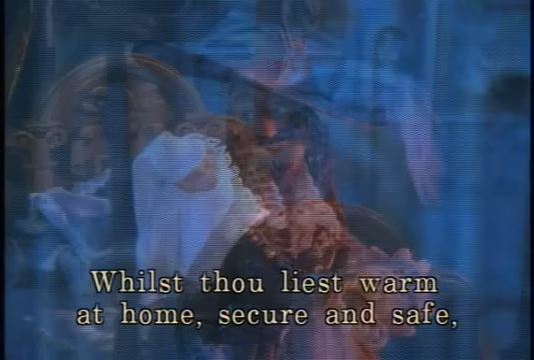 Whilst thou liest warm
at home, secure and safe,